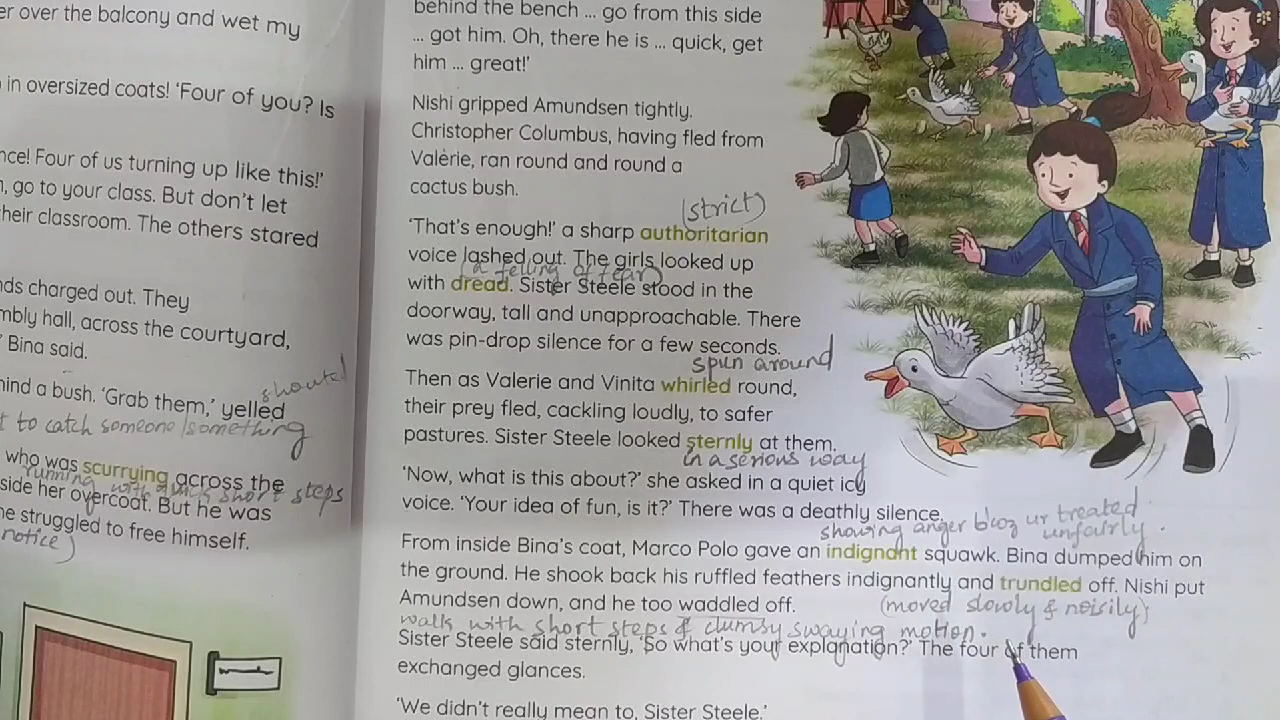 er over the balcony and wet my
in oversized coats! 'Four of you? Is
nce! Four of us turning up like this!'
, go to your class. But don't let
heir classroom. The others stared
nds charged out. They
mbly hall, across the courtyard,
' Bina said.
shouted
hind a bush. 'Grab them,' yelled
t to catch someone/something
who was scurrying across the
running with quick short steps
side her overcoat. But he was
he struggled to free himself.
notice)
behind the bench ... go from this side
... got him. Oh, there he is ... quick, get
him ... great!'
Nishi gripped Amundsen tightly.
Christopher Columbus, having fled from
Valerie, ran round and round a
cactus bush.
(strict)
'That's enough!' a sharp authoritarian
voice lashed out. The girls looked up
(a felling of fear)
with dread. Sister Steele stood in the
doorway, tall and unapproachable. There
was pin-drop silence for a few seconds.
spun around
Then as Valerie and Vinita whirled round,
their prey fled, cackling loudly, to safer
pastures. Sister Steele looked sternly at them.
in a serious way
'Now, what is this about?' she asked in a quiet icy
voice. 'Your idea of fun, is it?' There was a deathly silence.
showing anger b'coz ur treated
unfairly.
From inside Bina's coat, Marco Polo gave an indignant squawk. Bina dumped him on
the ground. He shook back his ruffled feathers indignantly and trundled off. Nishi put
Amundsen down, and he too waddled off. (moved slowly & noisily)
walk with short steps & clumsy swaying motion.
Sister Steele said sternly, 'So what's your explanation?' The four of them
exchanged glances.
'We didn't really mean to, Sister Steele.'